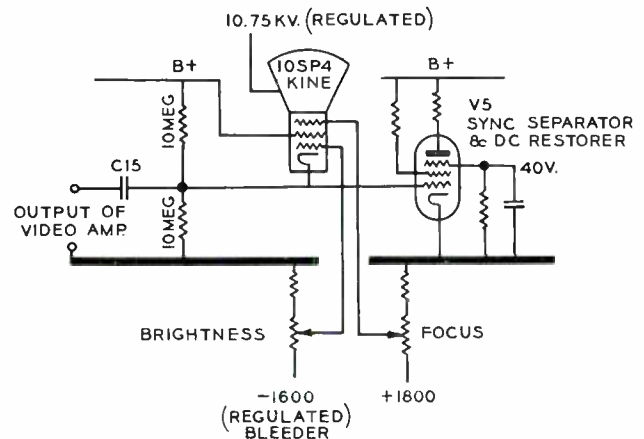 10.75 KV. (REGULATED)
B+
10SP4
KINE
B+
10MEG
V5
SYNC SEPARATOR
8c DC RESTORER
C15
40V.
OUTPUT OF
VIDEO AMP.
10MEG
BRIGHTNESS
FOCUS
-1600
(REGULATED)
BLEEDER
+1800